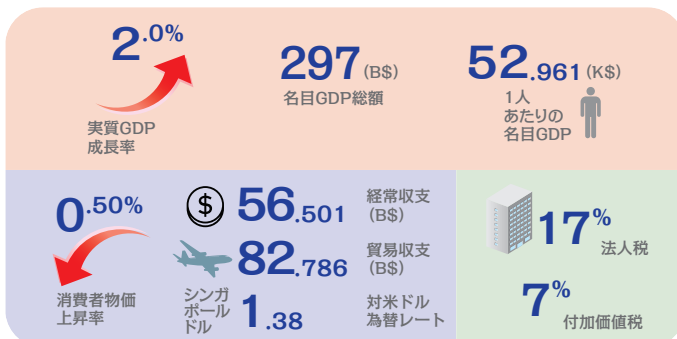 2.0%
実質GDP
成長率
297(B$)
名目GDP総額
52.961(K$)
1人
あたりの
名目GDP
0.50%
消費者物価
上昇率
$
56.501
経常収支
(B$)
82.786
貿易収支
(B$)
シンガ
ポール
ドル
1.38
対米ドル
為替レート
17%
法人税
7%
付加価値税